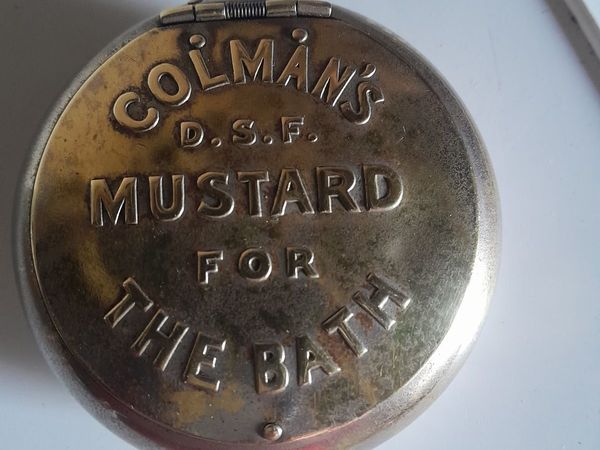 COLMAN'S
D.S.F.
MUSTARD
FOR
THE BATH